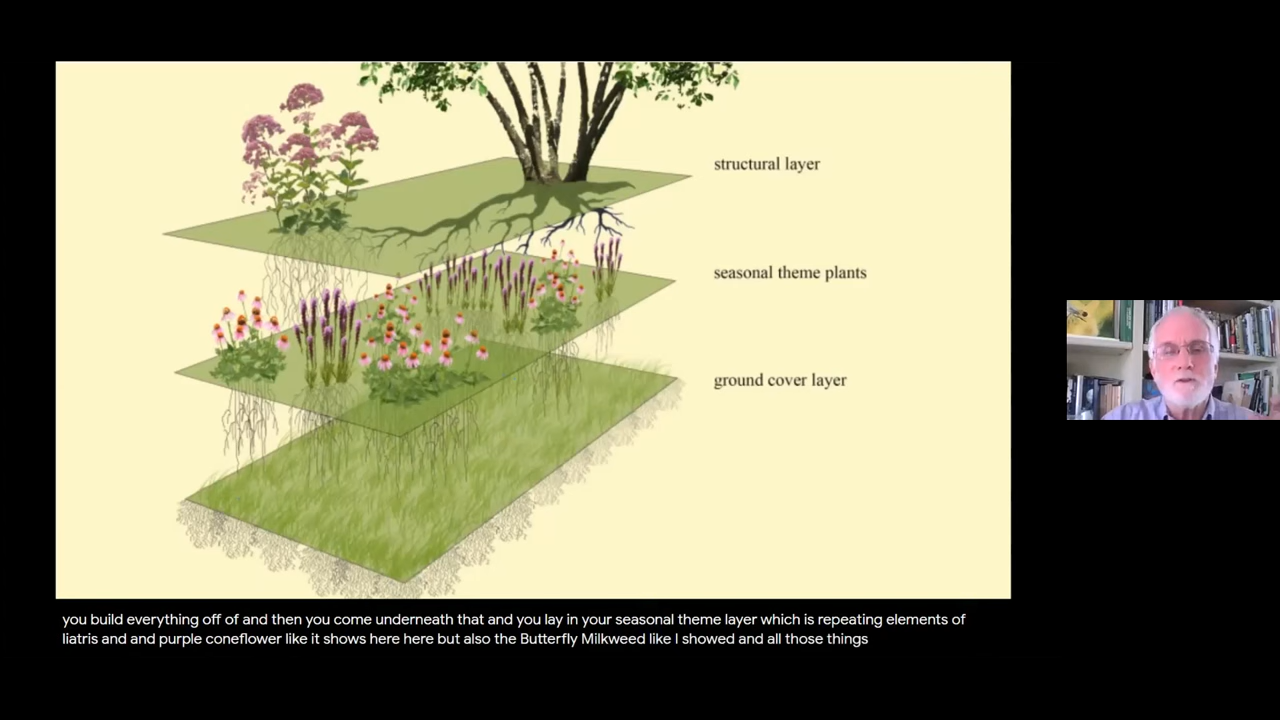 structural layer
seasonal theme plants
ground cover layer
you build everything off of and then you come underneath that and you lay in your seasonal theme layer which is repeating elements of
liatris and and purple coneflower like it shows here here but also the Butterfly Milkweed like I showed and all those things